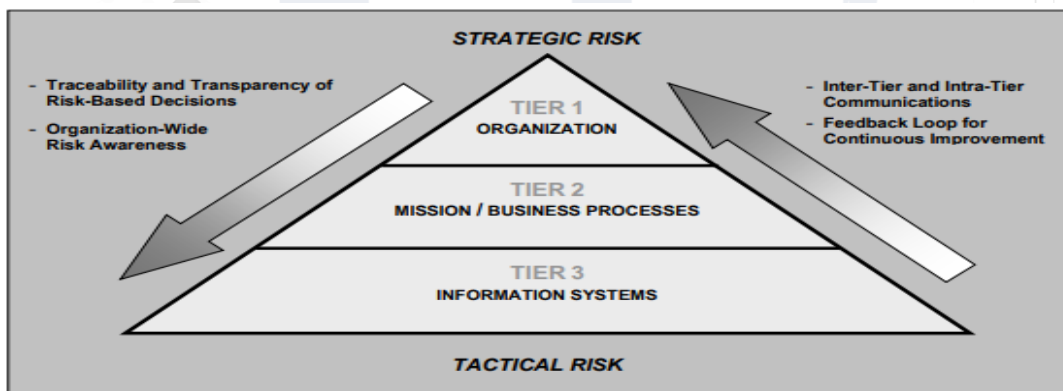 STRATEGIC RISK
- Traceability and Transparency of
Risk-Based Decisions
- Organization-Wide
Risk Awareness
- Inter-Tier and Intra-Tier
Communications
- Feedback Loop for
Continuous Improvement
TIER 1
ORGANIZATION
TIER 2
MISSION / BUSINESS PROCESSES
TIER 3
INFORMATION SYSTEMS
TACTICAL RISK